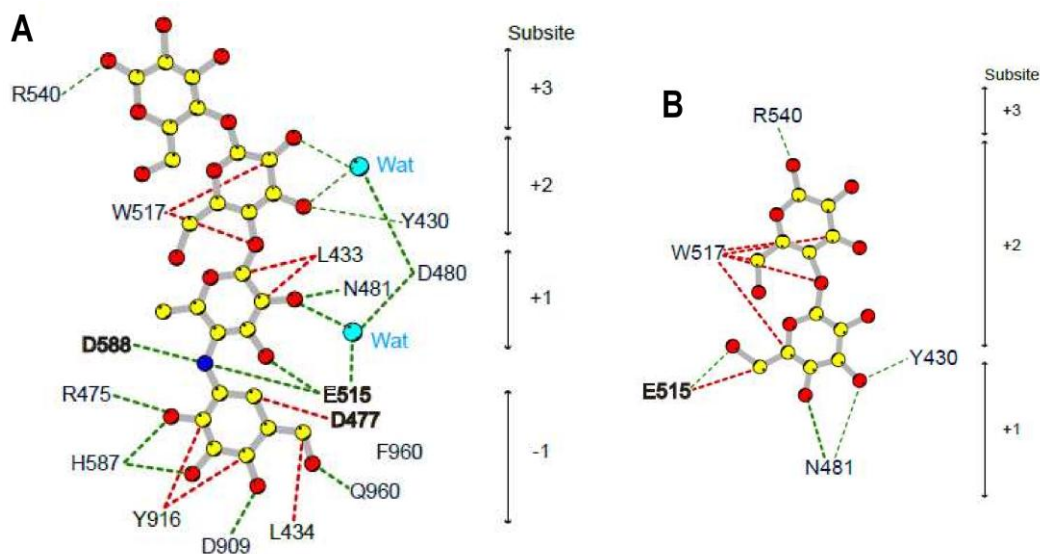 A
Subsite
R540
+3
Wat
+2
W517
Y430
L433
D480
N481
+1
Wat
D588
E515
R475
D477
F960
H587
-1
Q960
Y916
L434
D909
B
Subsite
R540
+3
W517
+2
Y430
E515
+1
N481